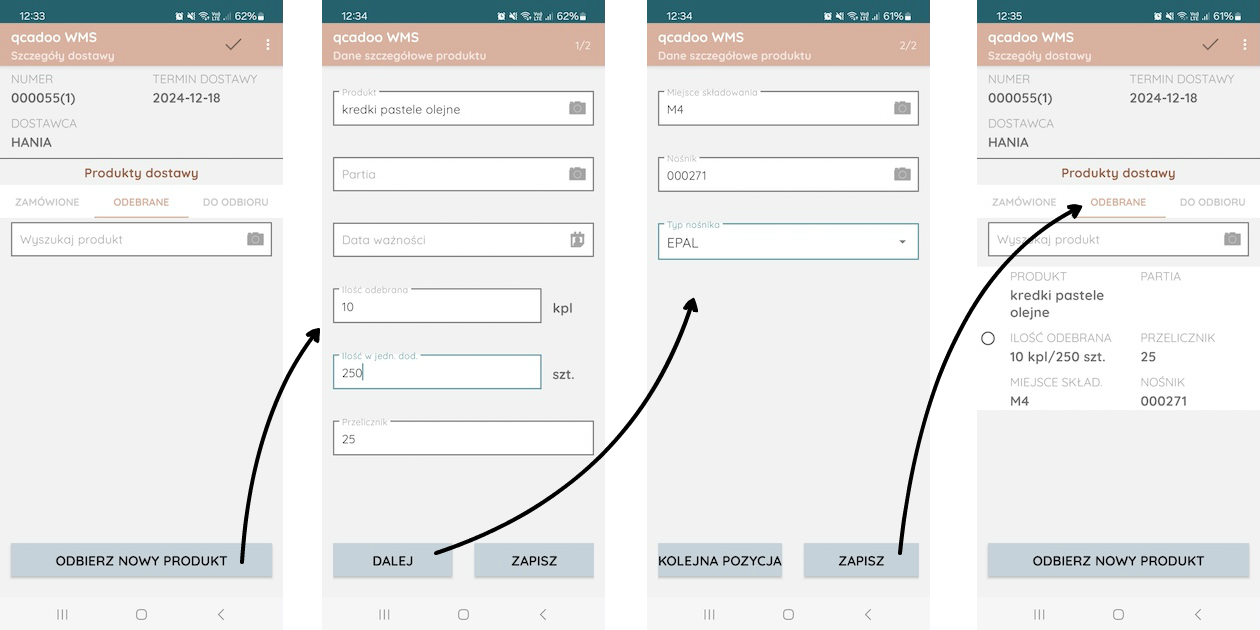 12:33
62%
qcadoo WMS
Szczegóły dostawy
NUMER
TERMIN DOSTAWY
000055(1)
2024-12-18
DOSTAWCA
HANIA
Produkty dostawy
ZAMÓWIONE
ODEBRANE
DO ODBIORU
Wyszukaj produkt
ODBIERZ NOWY PRODUKT
12:34
62%
qcadoo WMS
1/2
Dane szczegółowe produktu
Produkt
kredki pastele olejne
Partia
Data ważności
Ilość odebrana
10
kpl
Ilość w jedn. dod.
250
szt.
Przelicznik
25
DALEJ
ZAPISZ
12:34
61%
qcadoo WMS
2/2
Dane szczegółowe produktu
Miejsce składowania
M4
Nośnik
000271
Typ nośnika
EPAL
KOLEJNA POZYCJA
ZAPISZ
12:35
61%
qcadoo WMS
Szczegóły dostawy
NUMER
TERMIN DOSTAWY
000055(1)
2024-12-18
DOSTAWCA
HANIA
Produkty dostawy
ZAMÓWIONE
ODEBRANE
DO ODBIORU
Wyszukaj produkt
PRODUKT
PARTIA
kredki pastele
olejne
ILOŚĆ ODEBRANA
PRZELICZNIK
10 kpl/250 szt.
25
MIEJSCE SKŁAD.
NOŚNIK
M4
000271
ODBIERZ NOWY PRODUKT